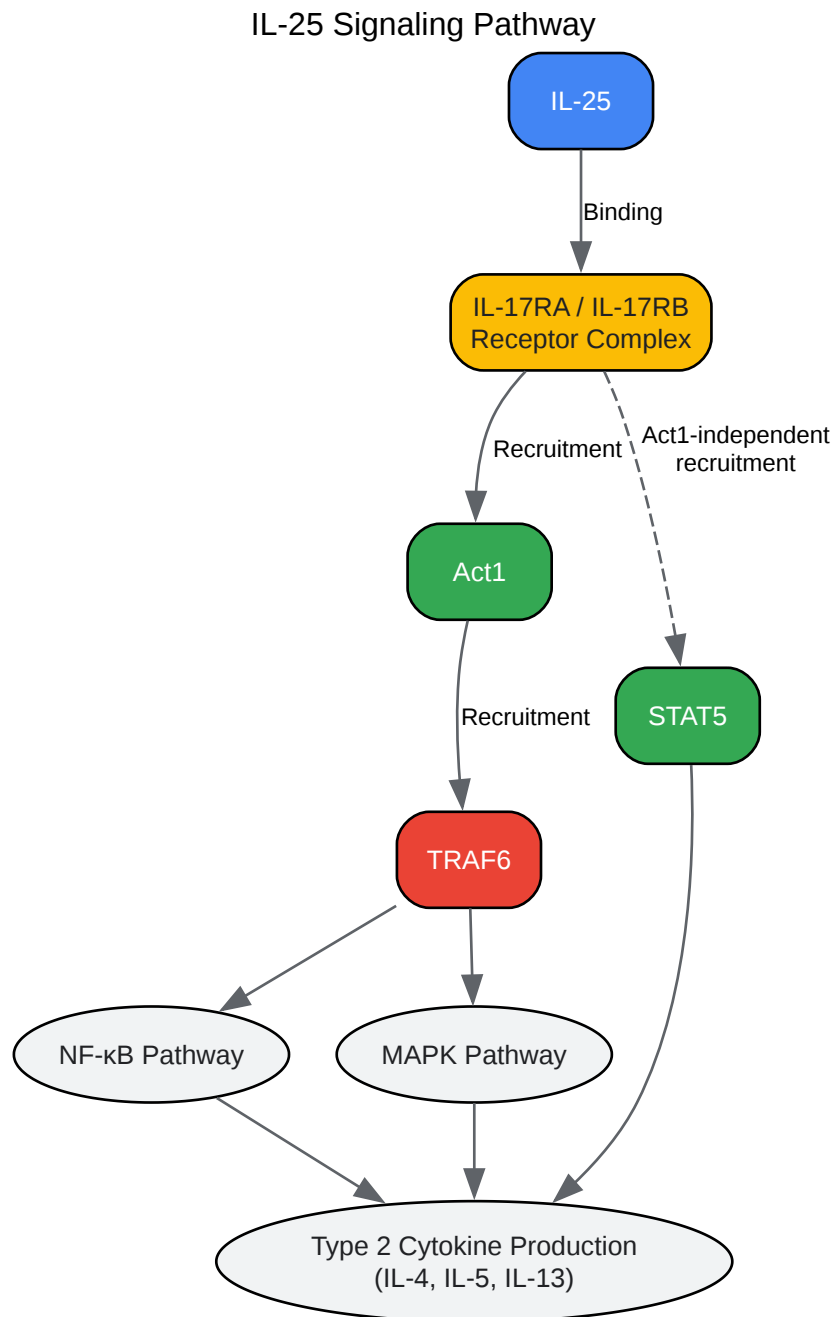 IL-25 Signaling Pathway
IL-25
Binding
IL-17RA / IL-17RB
Receptor Complex
Recruitment
Act1-independent
recruitment
Act1
Recruitment
STAT5
TRAF6
NF-κB Pathway
MAPK Pathway
Type 2 Cytokine Production
(IL-4, IL-5, IL-13)